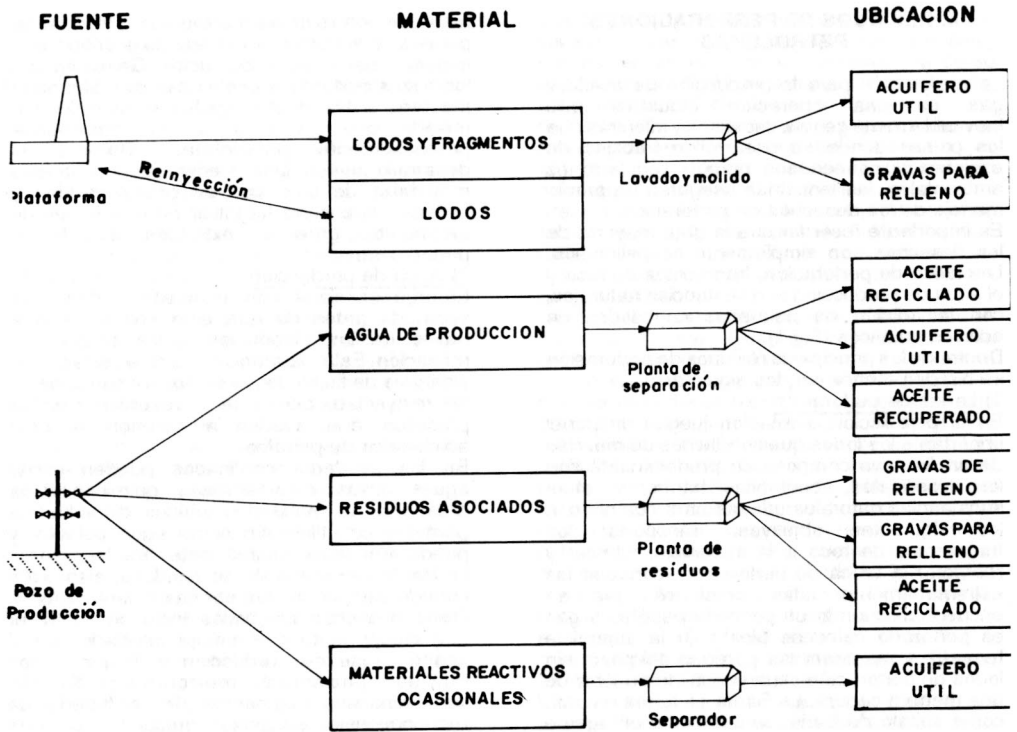 FUENTE
MATERIAL
UBICACION
Plataforma
Reinyección
LODOS Y FRAGMENTOS
LODOS
Lavado molido
ACUIFERO
UTIL
GRAVAS PARA
RELLENO
AGUA DE PRODUCCION
Planta de
separación
ACEITE
RECICLADO
ACUIFERO
UTIL
ACEITE
RECUPERADO
Pozo de
Producción
RESIDUOS ASOCIADOS
Planta de
resíduos
GRAVAS DE
RELLENO
GRAVAS PARA
RELLENO
ACEITE
RECICLADO
MATERIALES REACTIVOS
OCASIONALES
Separador
ACUIFERO
UTIL